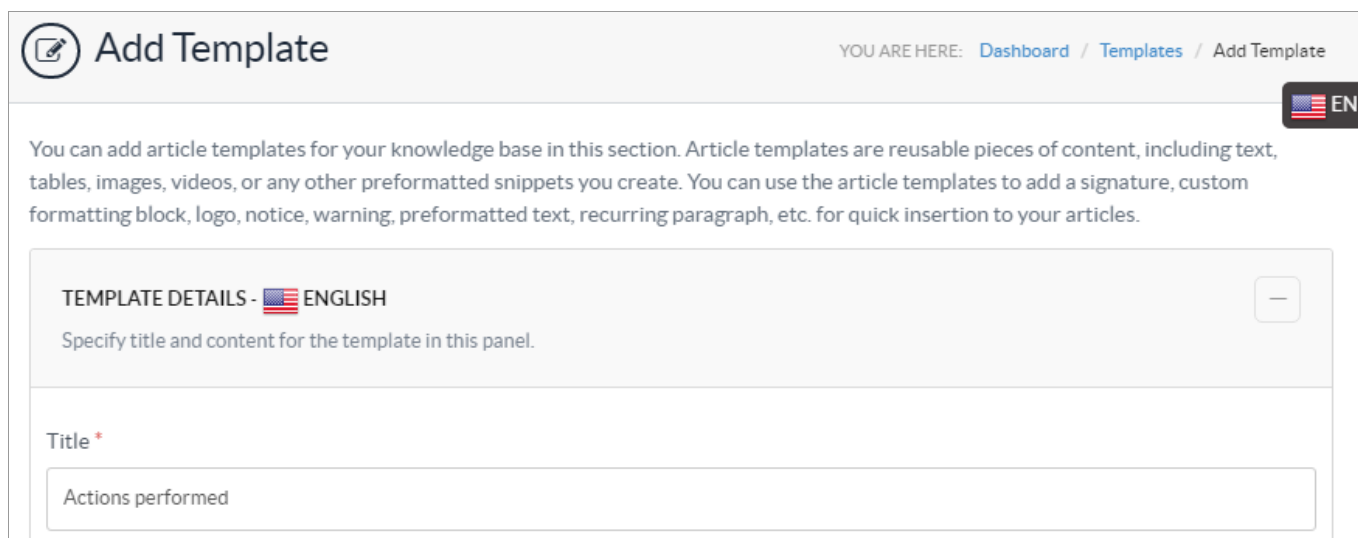 Add Template
YOU ARE HERE: Dashboard / Templates / Add Template
EN
You can add article templates for your knowledge base in this section. Article templates are reusable pieces of content, including text,
tables, images, videos, or any other preformatted snippets you create. You can use the article templates to add a signature, custom
formatting block, logo, notice, warning, preformatted text, recurring paragraph, etc. for quick insertion to your articles.
TEMPLATE DETAILS - ENGLISH
Specify title and content for the template in this panel.
Title *
Actions performed